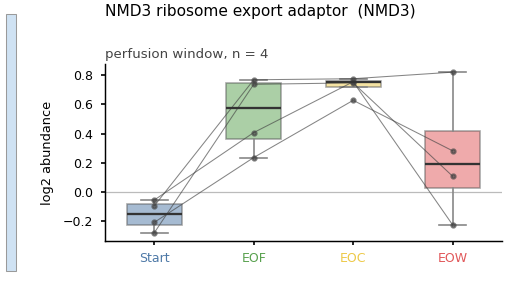 NMD3 ribosome export adaptor  (NMD3)
perfusion window, n = 4
log2 abundance
0.8
0.6
0.4
0.2
0.0
−0.2
Start
EOF
EOC
EOW